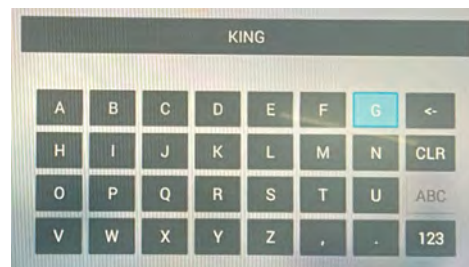 KING
A B C D E F G <-
H I J K L M N CLR
O P Q R S T U ABC
V W X Y Z , . 123